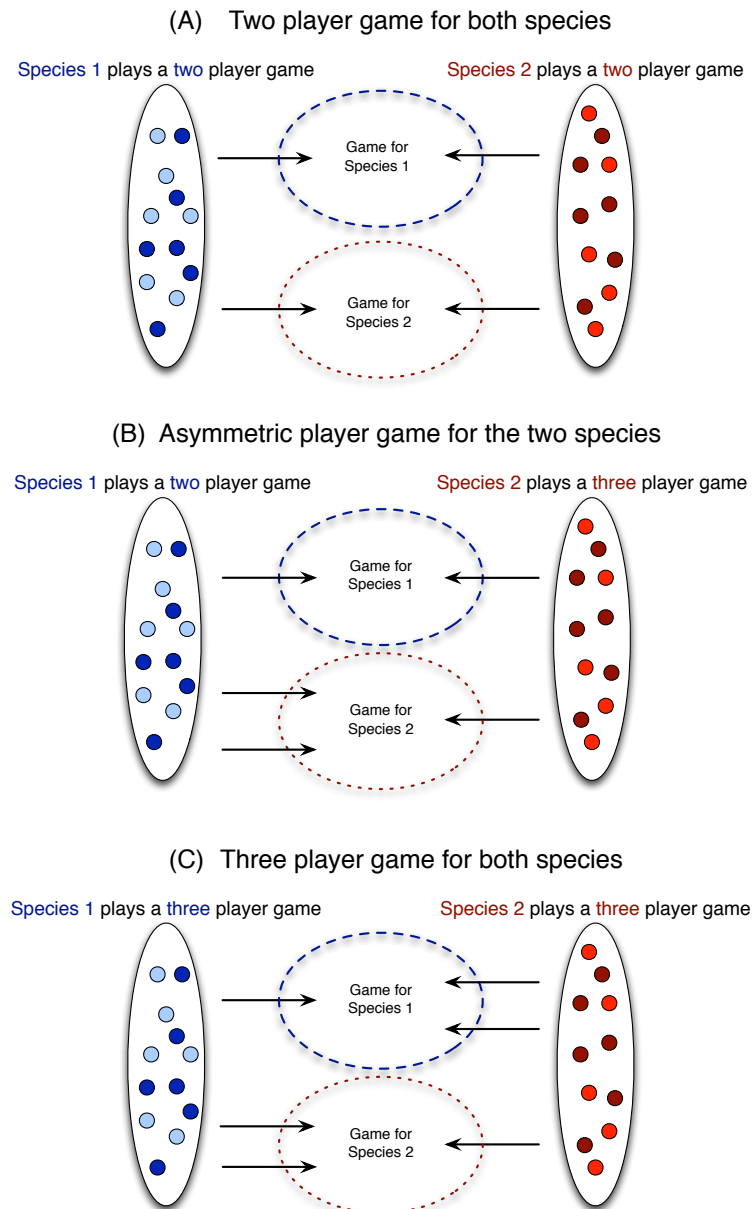 (A) Two player game for both species
Species 1 plays a two player game
Species 2 plays a two player game
Game for
Species 1
Game for
Species 2
(B) Asymmetric player game for the two species
Species 1 plays a two player game
Species 2 plays a three player game
Game for
Species 1
Game for
Species 2
(C) Three player game for both species
Species 1 plays a three player game
Species 2 plays a three player game
Game for
Species 1
Game for
Species 2